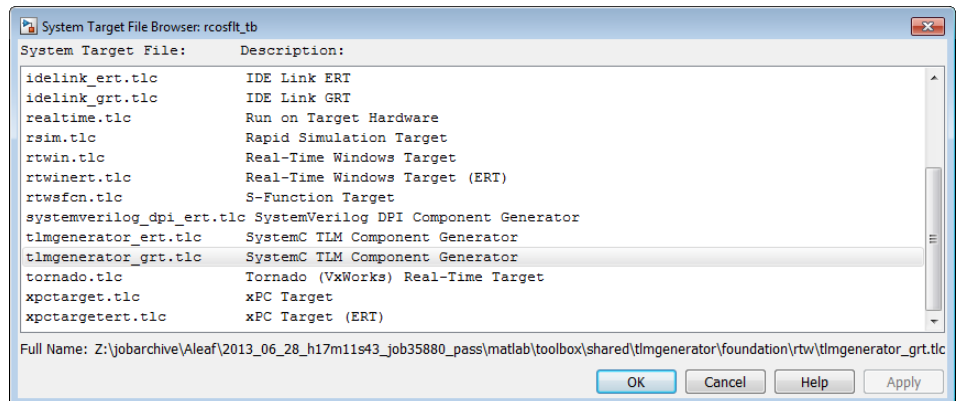 System Target File Browser: rcosflt_tb
System Target File: Description:
idelink_ert.tlc IDE Link ERT
idelink_grt.tlc IDE Link GRT
realtime.tlc Run on Target Hardware
rsim.tlc Rapid Simulation Target
rtwin.tlc Real-Time Windows Target
rtwinert.tlc Real-Time Windows Target (ERT)
rtwsfcn.tlc S-Function Target
systemverilog_dpi_ert.tlc SystemVerilog DPI Component Generator
tlmgenerator_ert.tlc SystemC TLM Component Generator
tlmgenerator_grt.tlc SystemC TLM Component Generator
tornado.tlc Tornado (VxWorks) Real-Time Target
xpctarget.tlc xPC Target
xpctargetert.tlc xPC Target (ERT)
Full Name: Z:\jobarchive\Aleaf\2013_06_28_h17m11s43_job35880_pass\matlab\toolbox\shared\tlmgenerator\foundation\rtw\tlmgenerator_grt.tlc
OK Cancel Help Apply